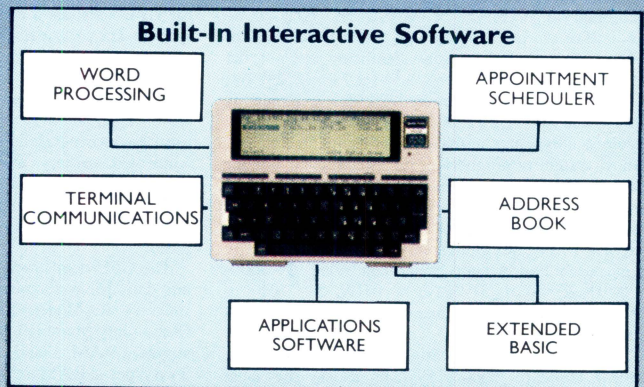 Built-In Interactive Software
WORD
PROCESSING
APPOINTMENT
SCHEDULER
TERMINAL
COMMUNICATIONS
ADDRESS
BOOK
APPLICATIONS
SOFTWARE
EXTENDED
BASIC